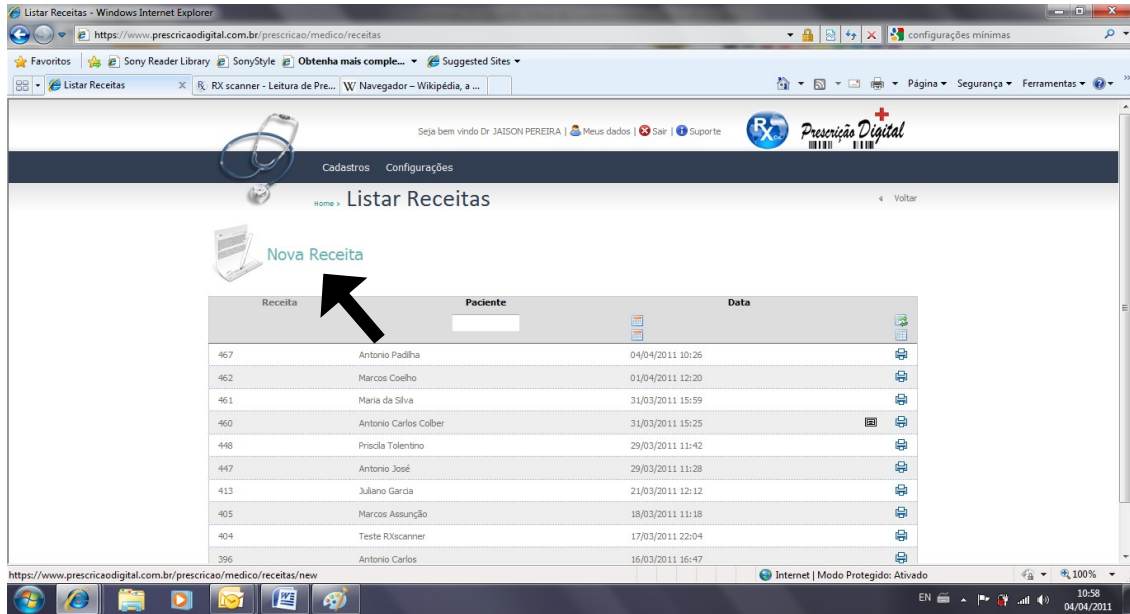 Listar Receitas - Windows Internet Explorer
https://www.prescricaodigital.com.br/prescricao/medico/receitas
configurações mínimas
Favoritos Sony Reader Library SonyStyle Obtenha mais comple... Suggested Sites
Listar Receitas RX scanner - Leitura de Pre... Navegador – Wikipédia, a ... Página Segurança Ferramentas
Seja bem vindo Dr JAISON PEREIRA | Meus dados | Sair | Suporte
Rx Prescrição Digital
Cadastros Configurações
Home > Listar Receitas
Voltar
Nova Receita
Receita Paciente Data
467 Antonio Padilha 04/04/2011 10:26
462 Marcos Coelho 01/04/2011 12:20
461 Maria da Silva 31/03/2011 15:59
460 Antonio Carlos Colber 31/03/2011 15:25
448 Priscila Tolentino 29/03/2011 11:42
447 Antonio José 29/03/2011 11:28
413 Juliano Garcia 21/03/2011 12:12
405 Marcos Assunção 18/03/2011 11:18
404 Teste RXscanner 17/03/2011 22:04
396 Antonio Carlos 16/03/2011 16:47
https://www.prescricaodigital.com.br/prescricao/medico/receitas/new
Internet | Modo Protegido: Ativado
100%
EN
10:58
04/04/2011